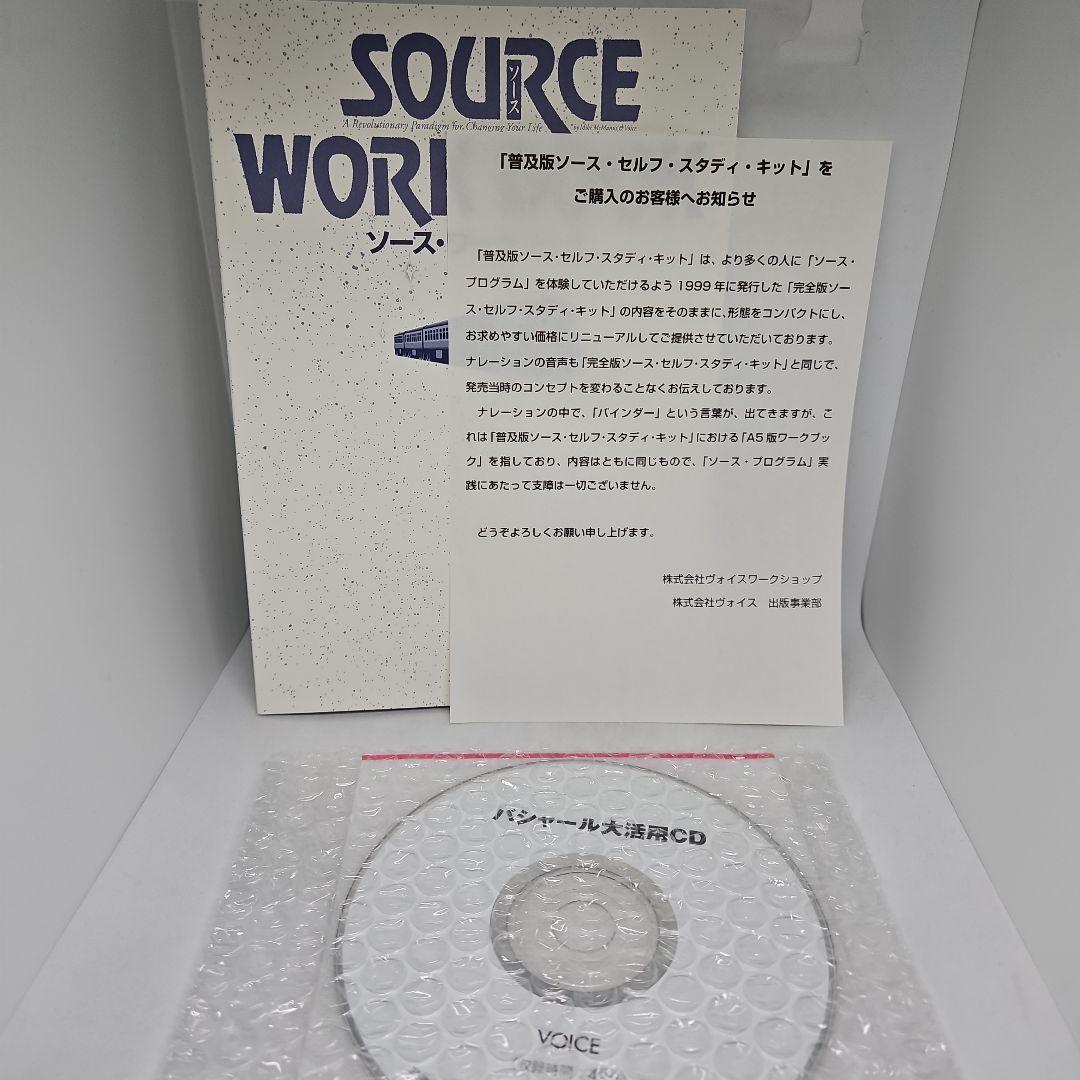 SOURCE
ソース
A Revolutionary Paradigm for Changing Your Life by Mike McManus & Voice
WOR
ソース・
「普及版ソース・セルフ・スタディ・キット」を
ご購入のお客様へお知らせ
「普及版ソース・セルフ・スタディ・キット」は、より多くの人に「ソース・
プログラム」を体験していただけるよう 1999 年に発行した「完全版ソー
ス・セルフ・スタディ・キット」の内容をそのままに、形態をコンパクトにし、
お求めやすい価格にリニューアルしてご提供させていただいております。
ナレーションの音声も「完全版ソース・セルフ・スタディ・キット」と同じで、
発売当時のコンセプトを変わることなくお伝えしております。
ナレーションの中で、「バインダー」という言葉が、出てきますが、こ
れは「普及版ソース・セルフ・スタディ・キット」における「A5 版ワークブッ
ク」を指しており、内容はともに同じもので、「ソース・プログラム」実
践にあたって支障は一切ございません。
どうぞよろしくお願い申し上げます。
株式会社ヴォイスワークショップ
株式会社ヴォイス 出版事業部
バシャール大活用CD
VOICE
(収録時間